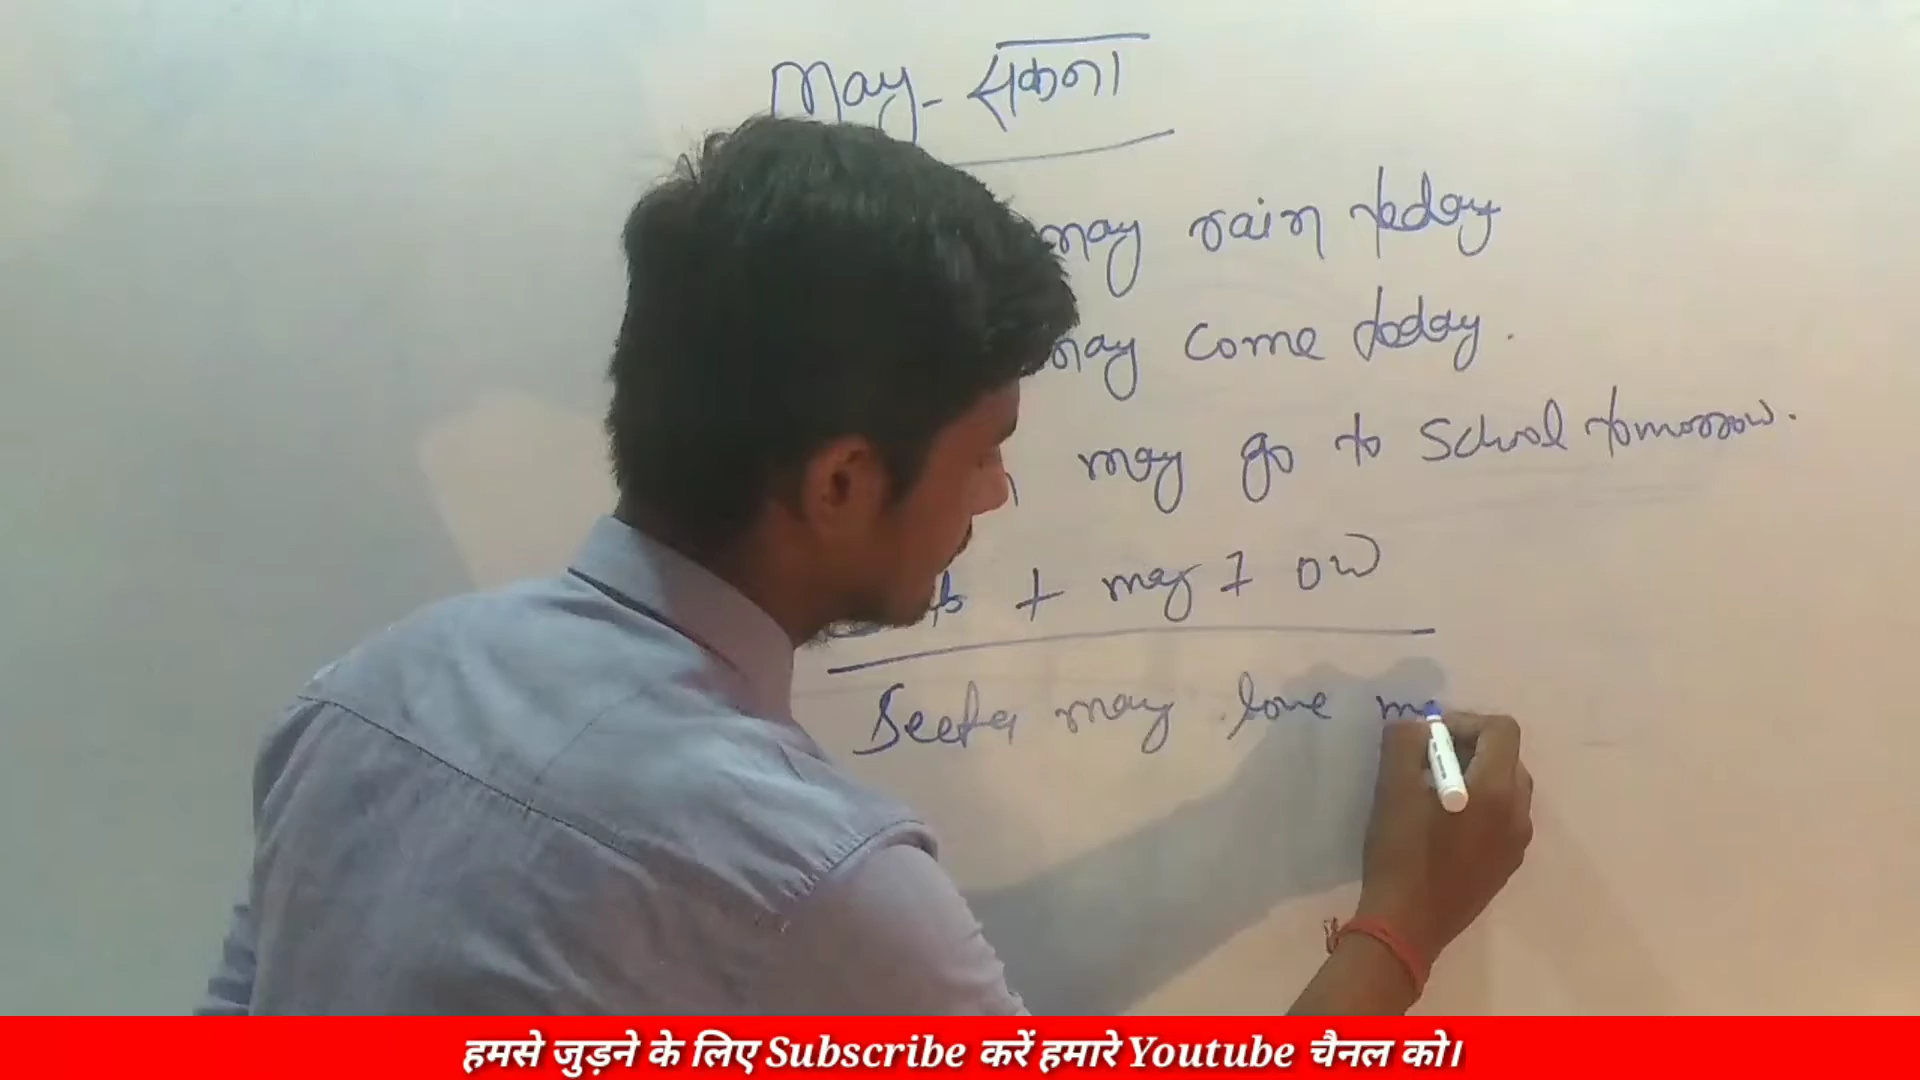 May - सकना
may rain today
may come today.
may go to School tomorrow.
+ may + ow
Seeta may love me
हमसे जुड़ने के लिए Subscribe करें हमारे Youtube चैनल को।